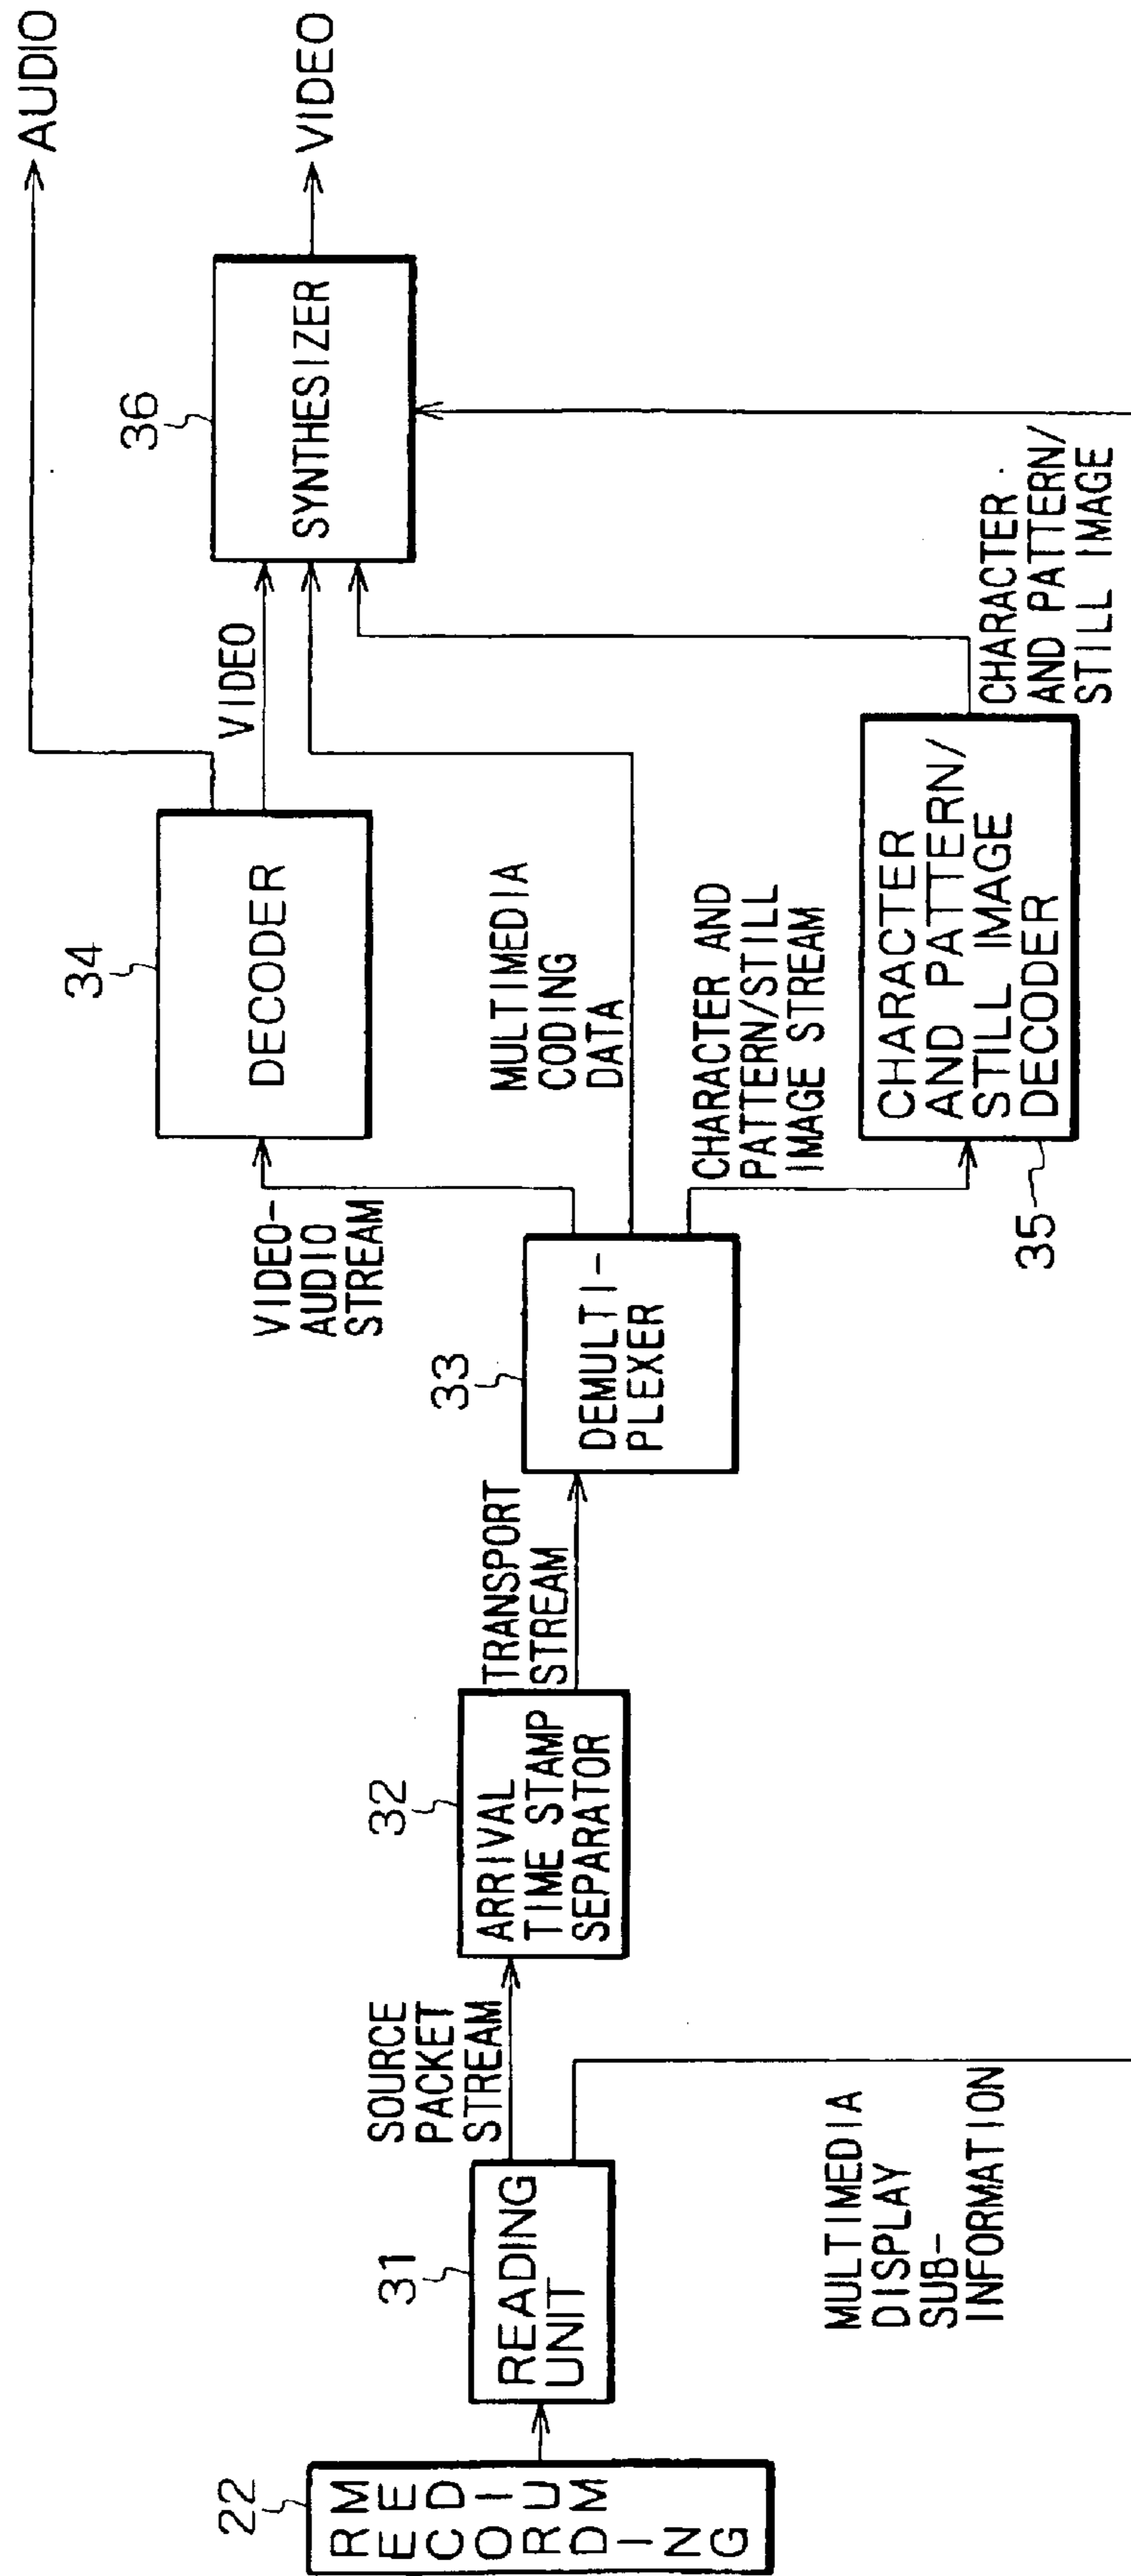 22
RECORDING
MEDIUM
31
READING
UNIT
SOURCE
PACKET
STREAM
MULTIMEDIA
DISPLAY
SUB-
INFORMATION
32
ARRIVAL
TIME STAMP
SEPARATOR
TRANSPORT
STREAM
33
DEMULTI-
PLEXER
VIDEO-
AUDIO
STREAM
MULTIMEDIA
CODING
DATA
CHARACTER AND
PATTERN/STILL
IMAGE STREAM
34
DECODER
35
CHARACTER
AND PATTERN/
STILL IMAGE
DECODER
VIDEO
CHARACTER
AND PATTERN/
STILL IMAGE
36
SYNTHESIZER
AUDIO
VIDEO